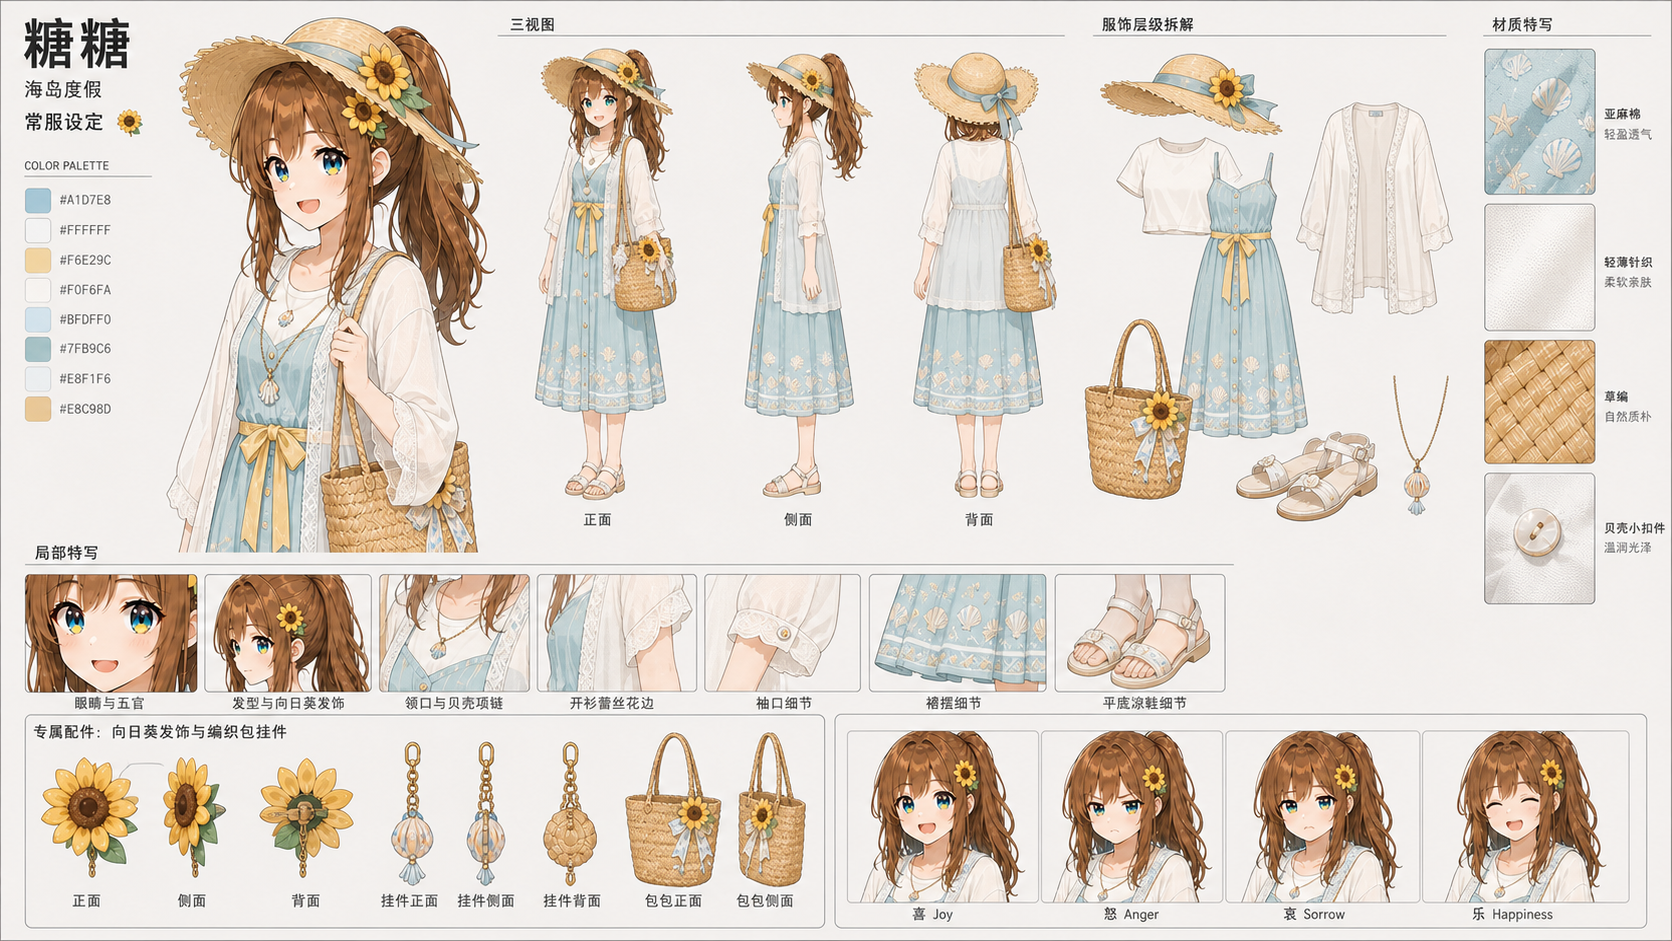 糖糖
海岛度假
常服设定
COLOR PALETTE
#A1D7E8
#FFFFFF
#F6E29C
#F0F6FA
#BFDFF0
#7FB9C6
#E8F1F6
#E8C98D
三视图
正面
侧面
背面
服饰层级拆解
材质特写
亚麻棉
轻盈透气
轻薄针织
柔软亲肤
草编
自然质朴
贝壳小扣件
温润光泽
局部特写
眼睛与五官
发型与向日葵发饰
领口与贝壳项链
开衫蕾丝花边
袖口细节
裙摆细节
平底凉鞋细节
专属配件：向日葵发饰与编织包挂件
正面
侧面
背面
挂件正面
挂件侧面
挂件背面
包包正面
包包侧面
喜 Joy
怒 Anger
哀 Sorrow
乐 Happiness